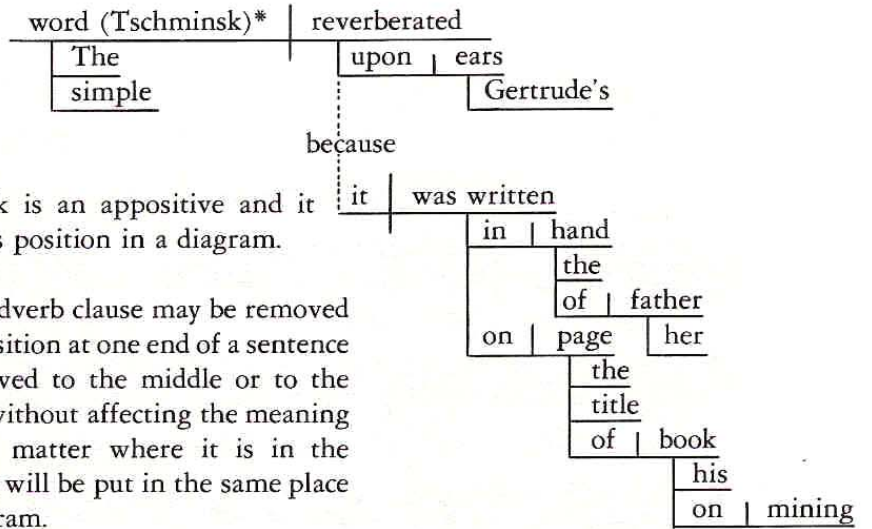 word (Tschminsk)* reverberated
The upon ears
simple Gertrude's
because
k is an appositive and it it was written
s position in a diagram. in hand
the
dverb clause may be removed of father
sition at one end of a sentence on page her
ved to the middle or to the the
without affecting the meaning title
matter where it is in the of book
will be put in the same place his
ram. on mining